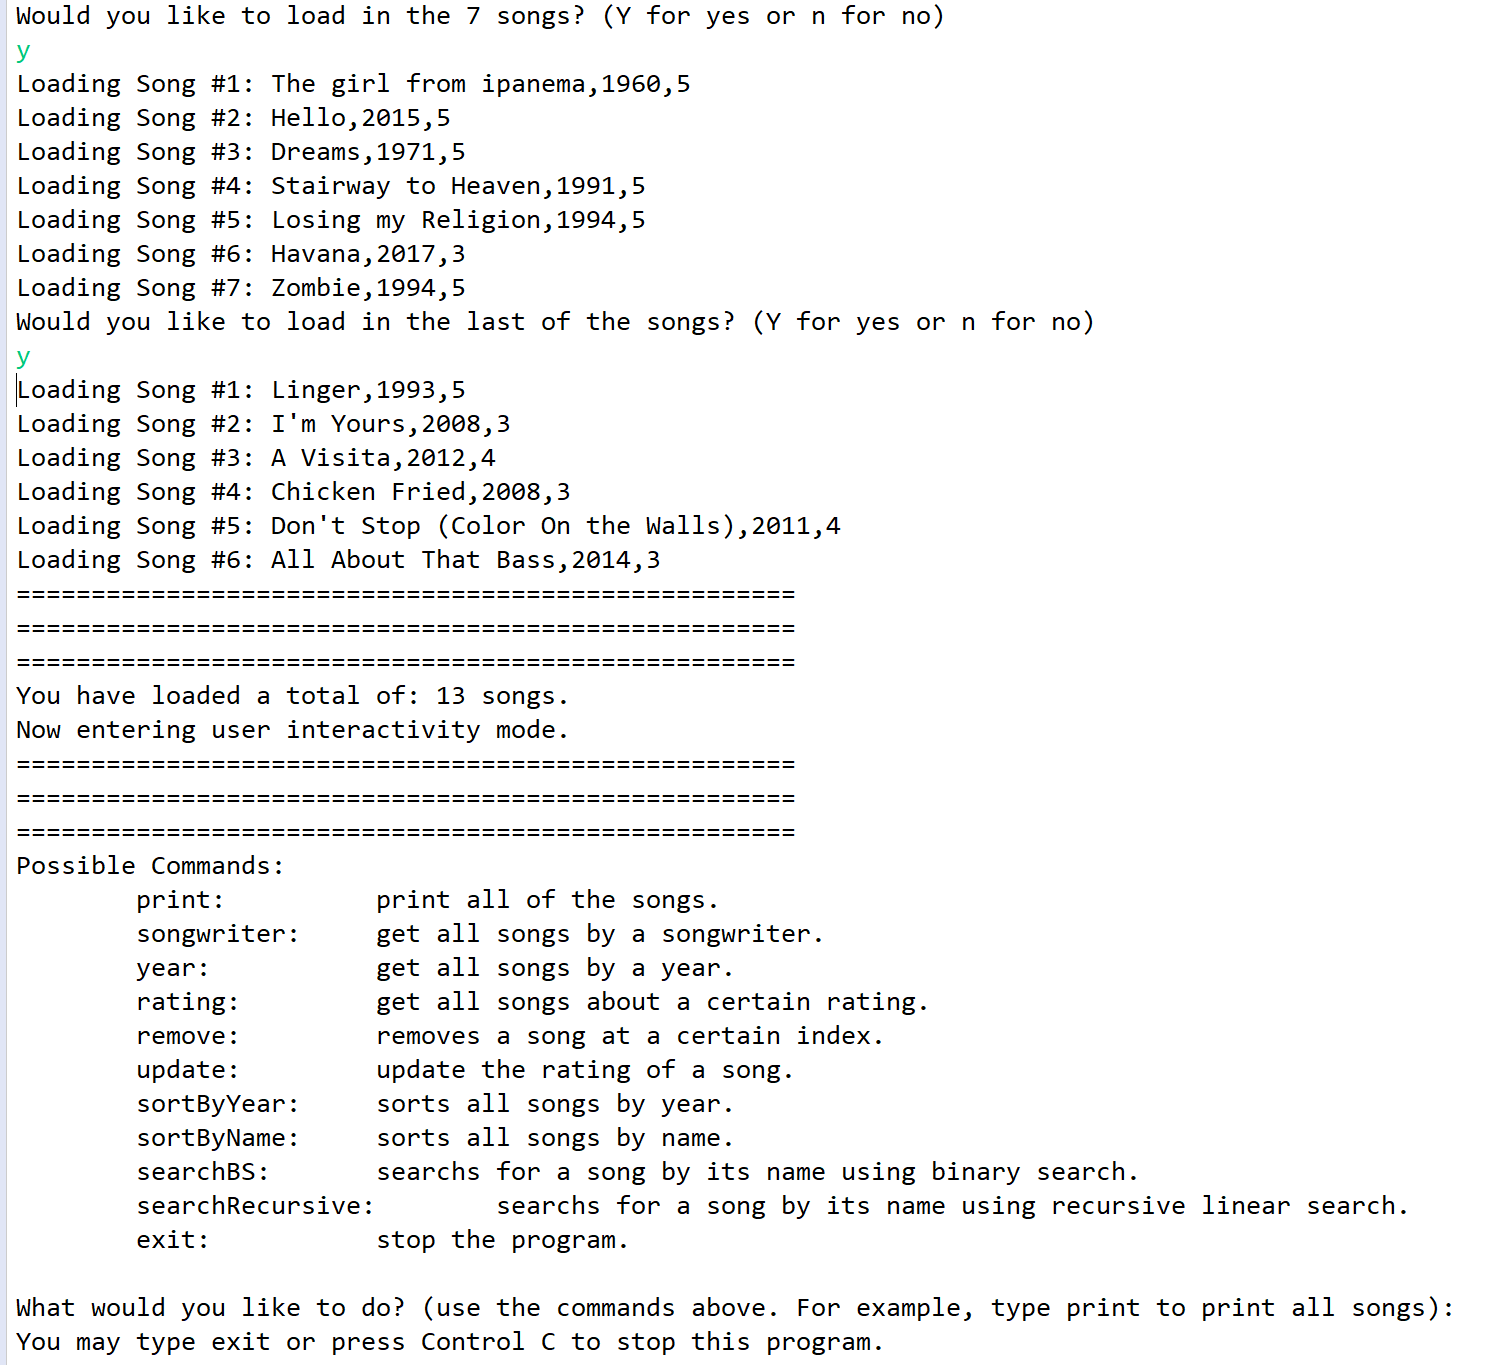 Would you like to load in the 7 songs? (Y for yes or n for no)
y
Loading Song #1: The girl from ipanema,1960,5
Loading Song #2: Hello,2015,5
Loading Song #3: Dreams,1971,5
Loading Song #4: Stairway to Heaven,1991,5
Loading Song #5: Losing my Religion,1994,5
Loading Song #6: Havana,2017,3
Loading Song #7: Zombie,1994,5
Would you like to load in the last of the songs? (Y for yes or n for no)
y
Loading Song #1: Linger,1993,5
Loading Song #2: I'm Yours,2008,3
Loading Song #3: A Visita,2012,4
Loading Song #4: Chicken Fried,2008,3
Loading Song #5: Don't Stop (Color On the Walls),2011,4
Loading Song #6: All About That Bass,2014,3
====================================================
====================================================
====================================================
You have loaded a total of: 13 songs.
Now entering user interactivity mode.
====================================================
====================================================
====================================================
Possible Commands:
	print:		print all of the songs.
	songwriter:	get all songs by a songwriter.
	year:		get all songs by a year.
	rating:		get all songs about a certain rating.
	remove:		removes a song at a certain index.
	update:		update the rating of a song.
	sortByYear:	sorts all songs by year.
	sortByName:	sorts all songs by name.
	searchBS:	searchs for a song by its name using binary search.
	searchRecursive:	searchs for a song by its name using recursive linear search.
	exit:		stop the program.

What would you like to do? (use the commands above. For example, type print to print all songs):
You may type exit or press Control C to stop this program.